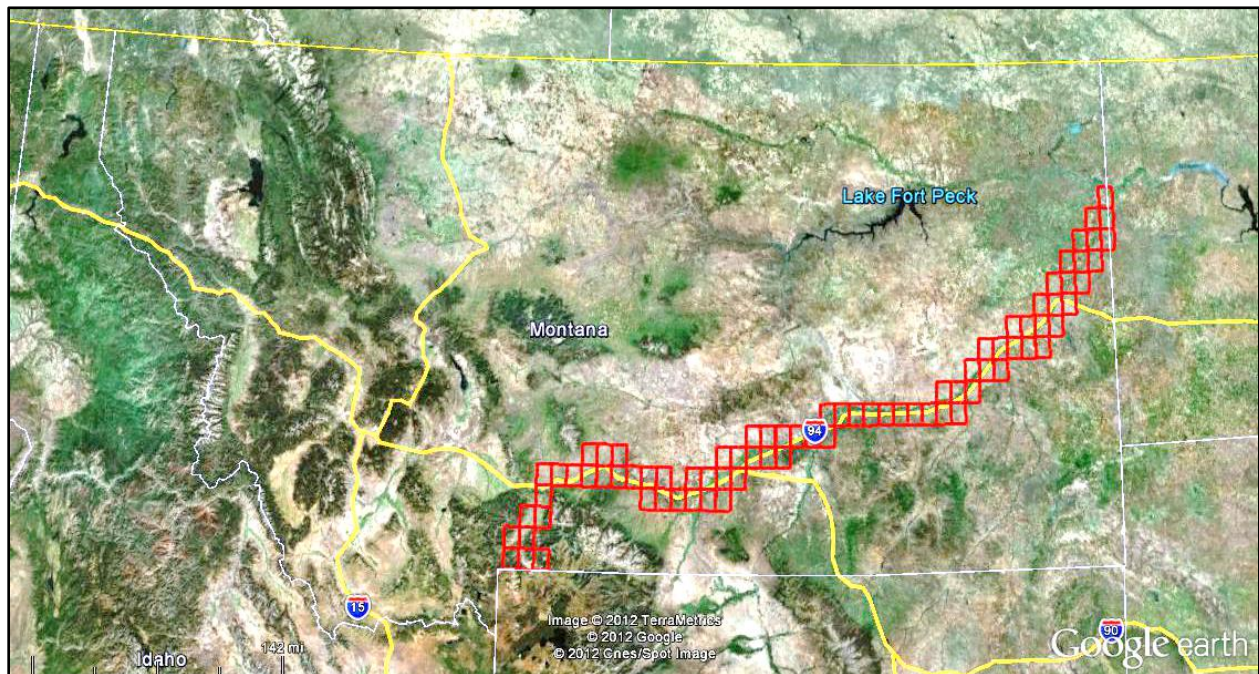 Lake Fort Peck
Montana
94
15
Image © 2012 TerraMetrics
© 2012 Google
© 2012 Cnes/Spot Image
90
Google earth
142 mi
Idaho